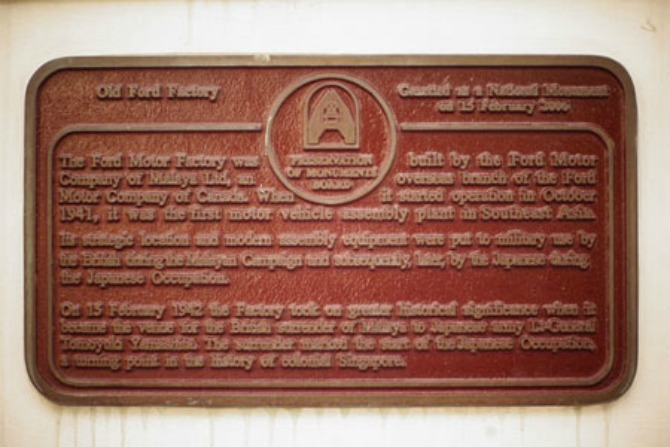 Old Ford Factory
Gazetted as a National Monument
on 15 February 2006
PRESERVATION
OF MONUMENTS
BOARD
The Ford Motor Factory was built by the Ford Motor
Company of Malaya Ltd, an overseas branch of the Ford
Motor Company of Canada. When it started operation in October
1941, it was the first motor vehicle assembly plant in Southeast Asia.
Its strategic location and modern assembly equipment were put to military use by
the British during the Malayan Campaign and subsequently, later, by the Japanese during
the Japanese Occupation.
On 15 February 1942 the Factory took on greater historical significance when it
became the venue for the British surrender of Malaya to Japanese army Lt-General
Tomoyuki Yamashita. The surrender marked the start of the Japanese Occupation,
a turning point in the history of colonial Singapore.